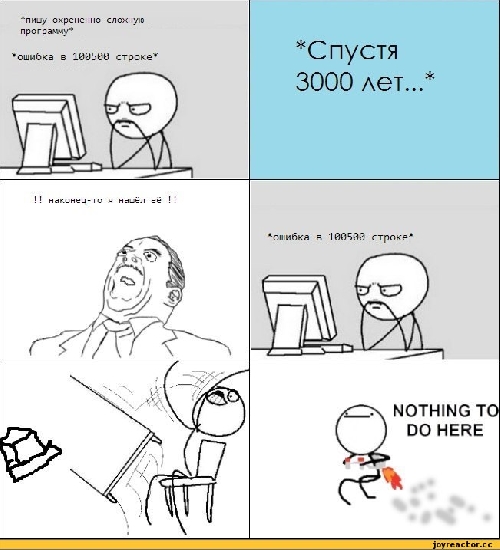 *пишу охрененно сложную
программу*
*ошибка в 100500 строке*
*Спустя
3000 лет...*
!! наконец-то я нашёл её !!
*ошибка в 100500 строке*
NOTHING TO
DO HERE
joyreactor.cc